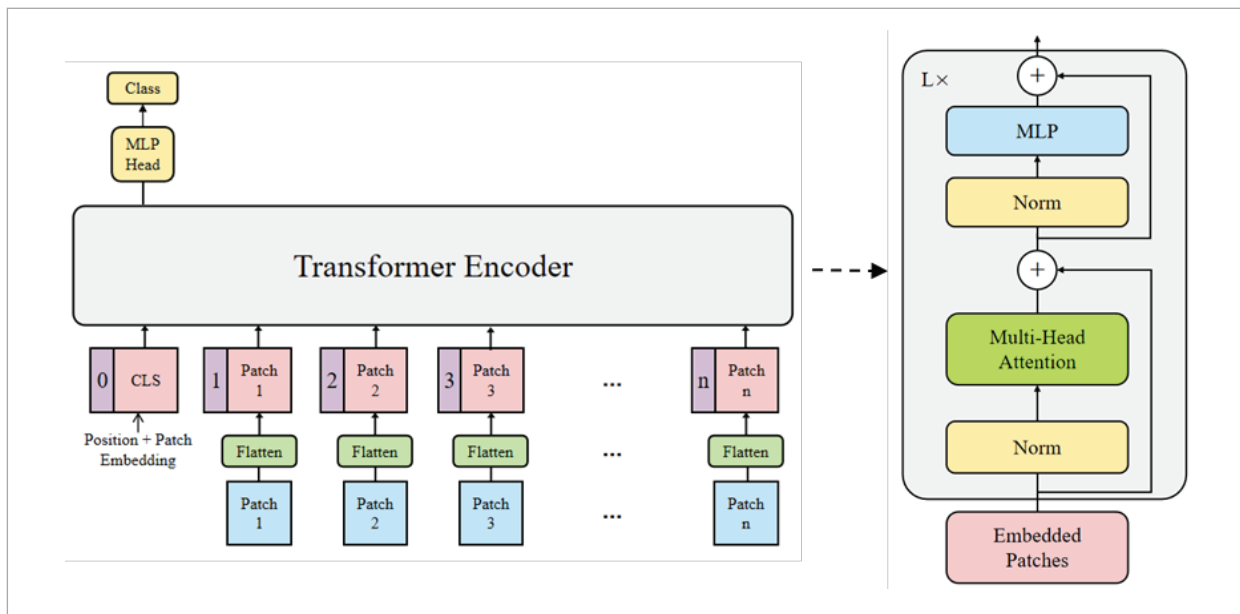 Class
MLP
Head
Transformer Encoder
0 CLS
1 Patch
1
2 Patch
2
3 Patch
3
...
n Patch
n
Position + Patch
Embedding
Flatten
Flatten
Flatten
...
Flatten
Patch
1
Patch
2
Patch
3
...
Patch
n
L×
+
MLP
Norm
+
Multi-Head
Attention
Norm
Embedded
Patches